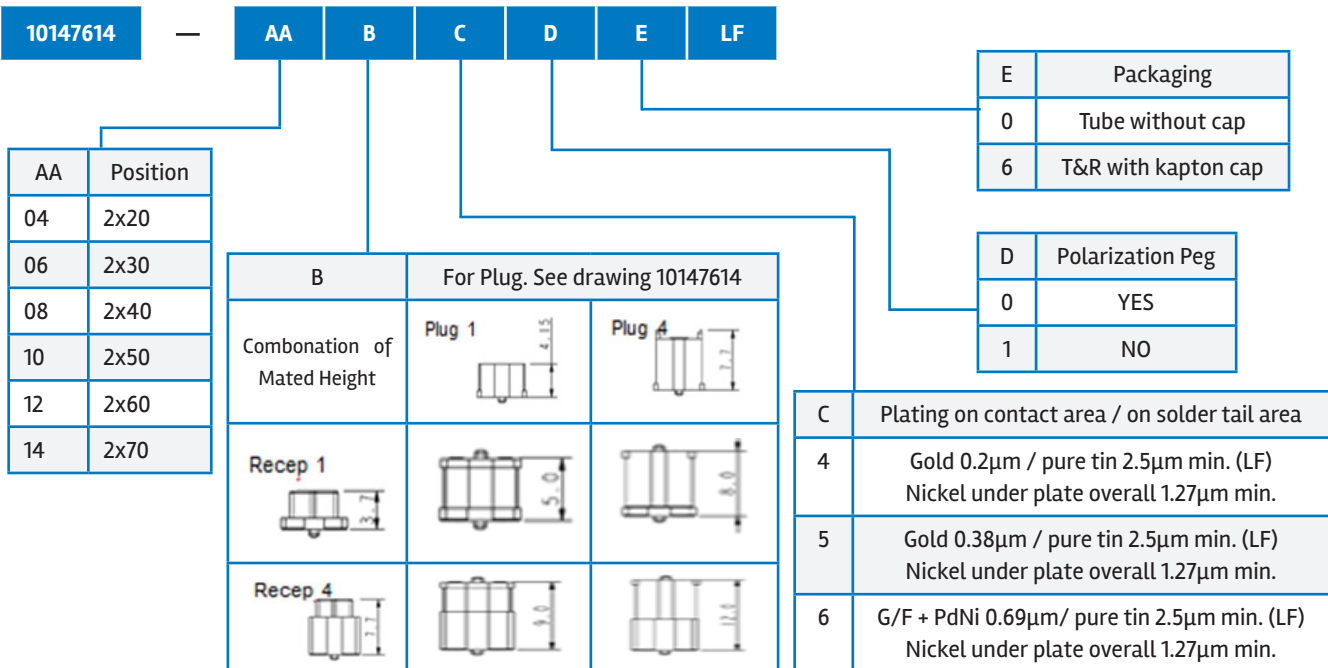 10147614 — AA B C D E LF
E Packaging
0 Tube without cap
6 T&R with kapton cap
AA Position
04 2x20
06 2x30
08 2x40
10 2x50
12 2x60
14 2x70
D Polarization Peg
0 YES
1 NO
B For Plug. See drawing 10147614
Combonation of
Mated Height
Plug 1
4.15
Plug 4
7.7
Recep 1
3.7
5.0
8.0
Recep 4
7.7
9.0
12.0
C Plating on contact area / on solder tail area
4 Gold 0.2µm / pure tin 2.5µm min. (LF)
Nickel under plate overall 1.27µm min.
5 Gold 0.38µm / pure tin 2.5µm min. (LF)
Nickel under plate overall 1.27µm min.
6 G/F + PdNi 0.69µm/ pure tin 2.5µm min. (LF)
Nickel under plate overall 1.27µm min.